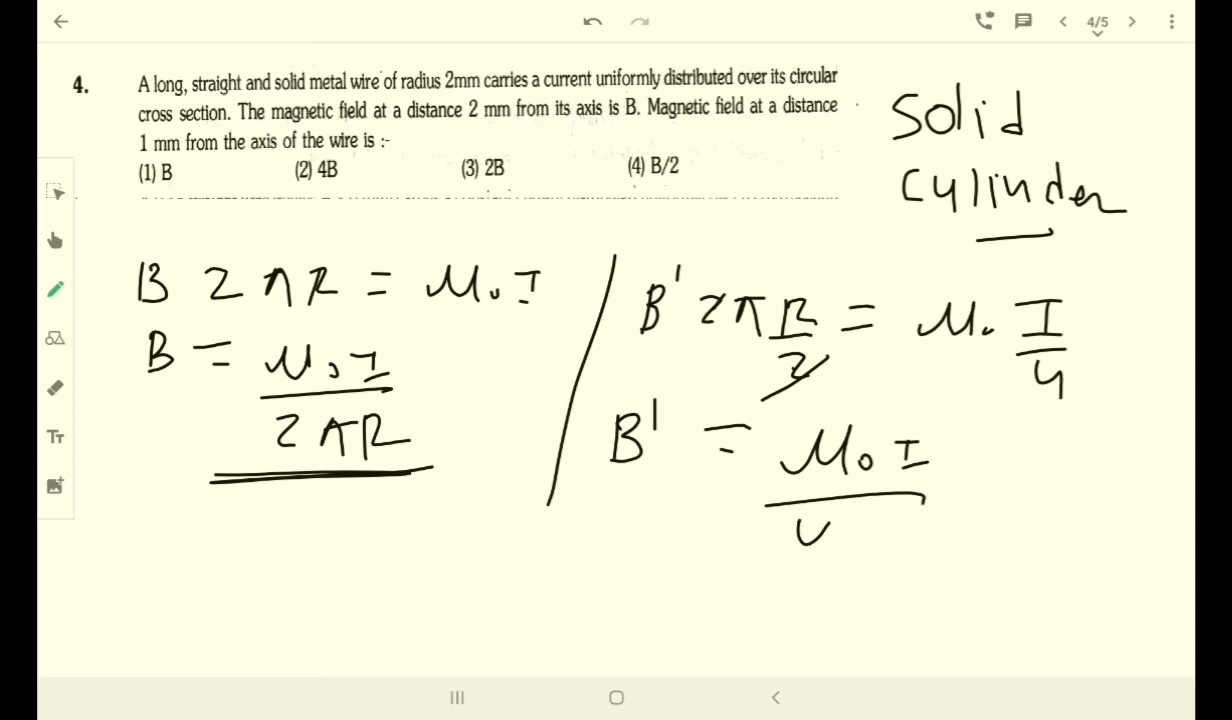 4/5
4. A long, straight and solid metal wire of radius 2mm carries a current uniformly distributed over its circular
cross section. The magnetic field at a distance 2 mm from its axis is B. Magnetic field at a distance
1 mm from the axis of the wire is :-
(1) B (2) 4B (3) 2B (4) B/2
Solid
cylinder
B 2πR = μ₀I
B = μ₀I
2πR
B' 2πR/2 = μ₀ I/4
B' = μ₀I
Tт